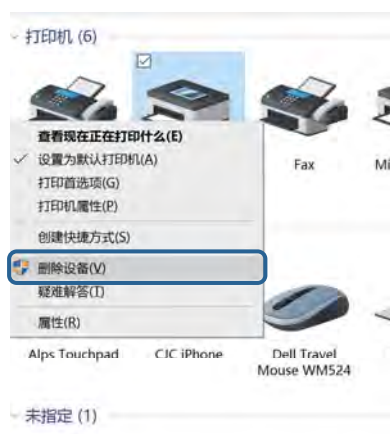 打印机 (6)
查看现在正在打印什么(E)
设置为默认打印机(A)
打印首选项(G)
打印机属性(P)
创建快捷方式(S)
删除设备(V)
疑难解答(T)
属性(R)
Fax
Alps Touchpad
CJC iPhone
Dell Travel
Mouse WM524
未指定 (1)